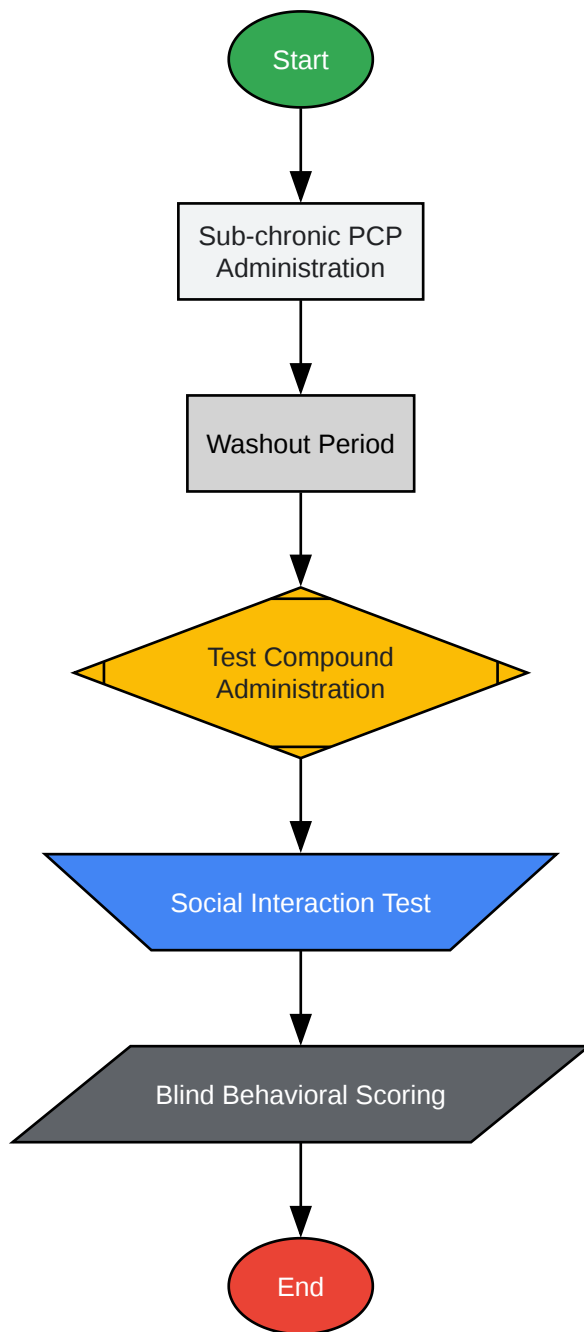 Start
Sub-chronic PCP
Administration
Washout Period
Test Compound
Administration
Social Interaction Test
Blind Behavioral Scoring
End